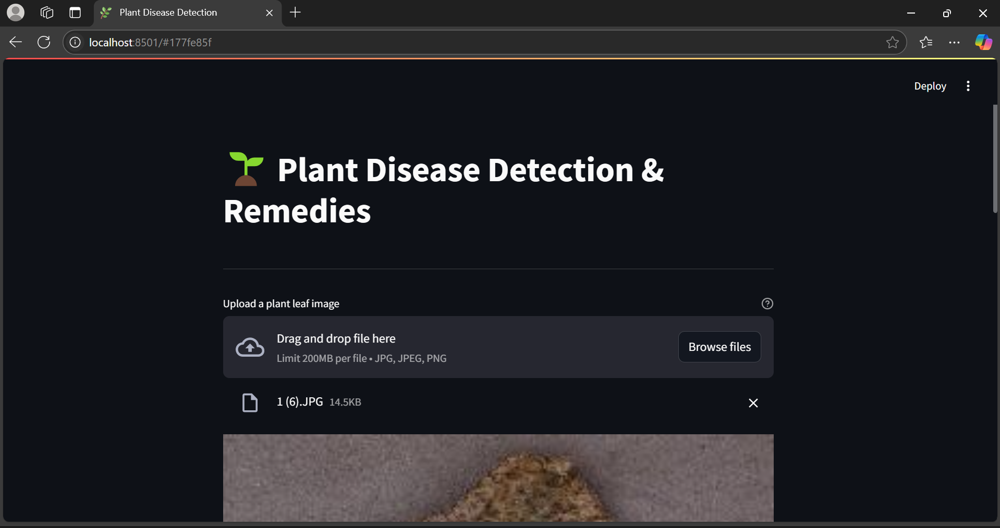 Plant Disease Detection
localhost:8501/#177fe85f
Deploy
Plant Disease Detection &
Remedies
Upload a plant leaf image
Drag and drop file here
Limit 200MB per file • JPG, JPEG, PNG
Browse files
1 (6).JPG 14.5KB